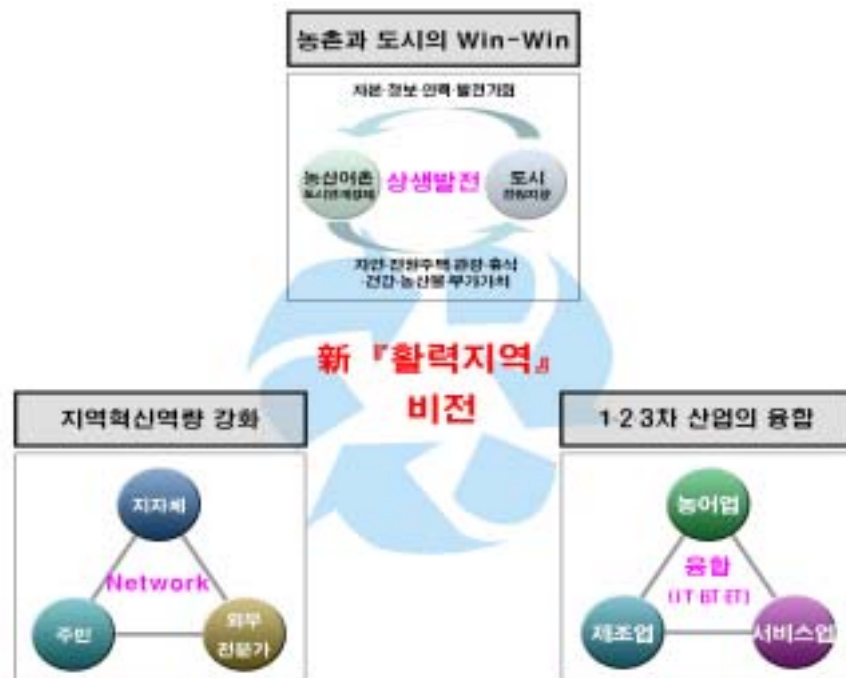 농촌과 도시의 Win-Win
자본·정보·인력·발전기회
농산어촌
상생발전
도시
자연·전원주택·관광·휴식
·건강·농산물·부가가치
新『활력지역』
비전
지역혁신역량 강화
1·2·3차 산업의 융합
지자체
Network
주민
외부
전문가
농어업
융합
(IT·BT·ET)
제조업
서비스업